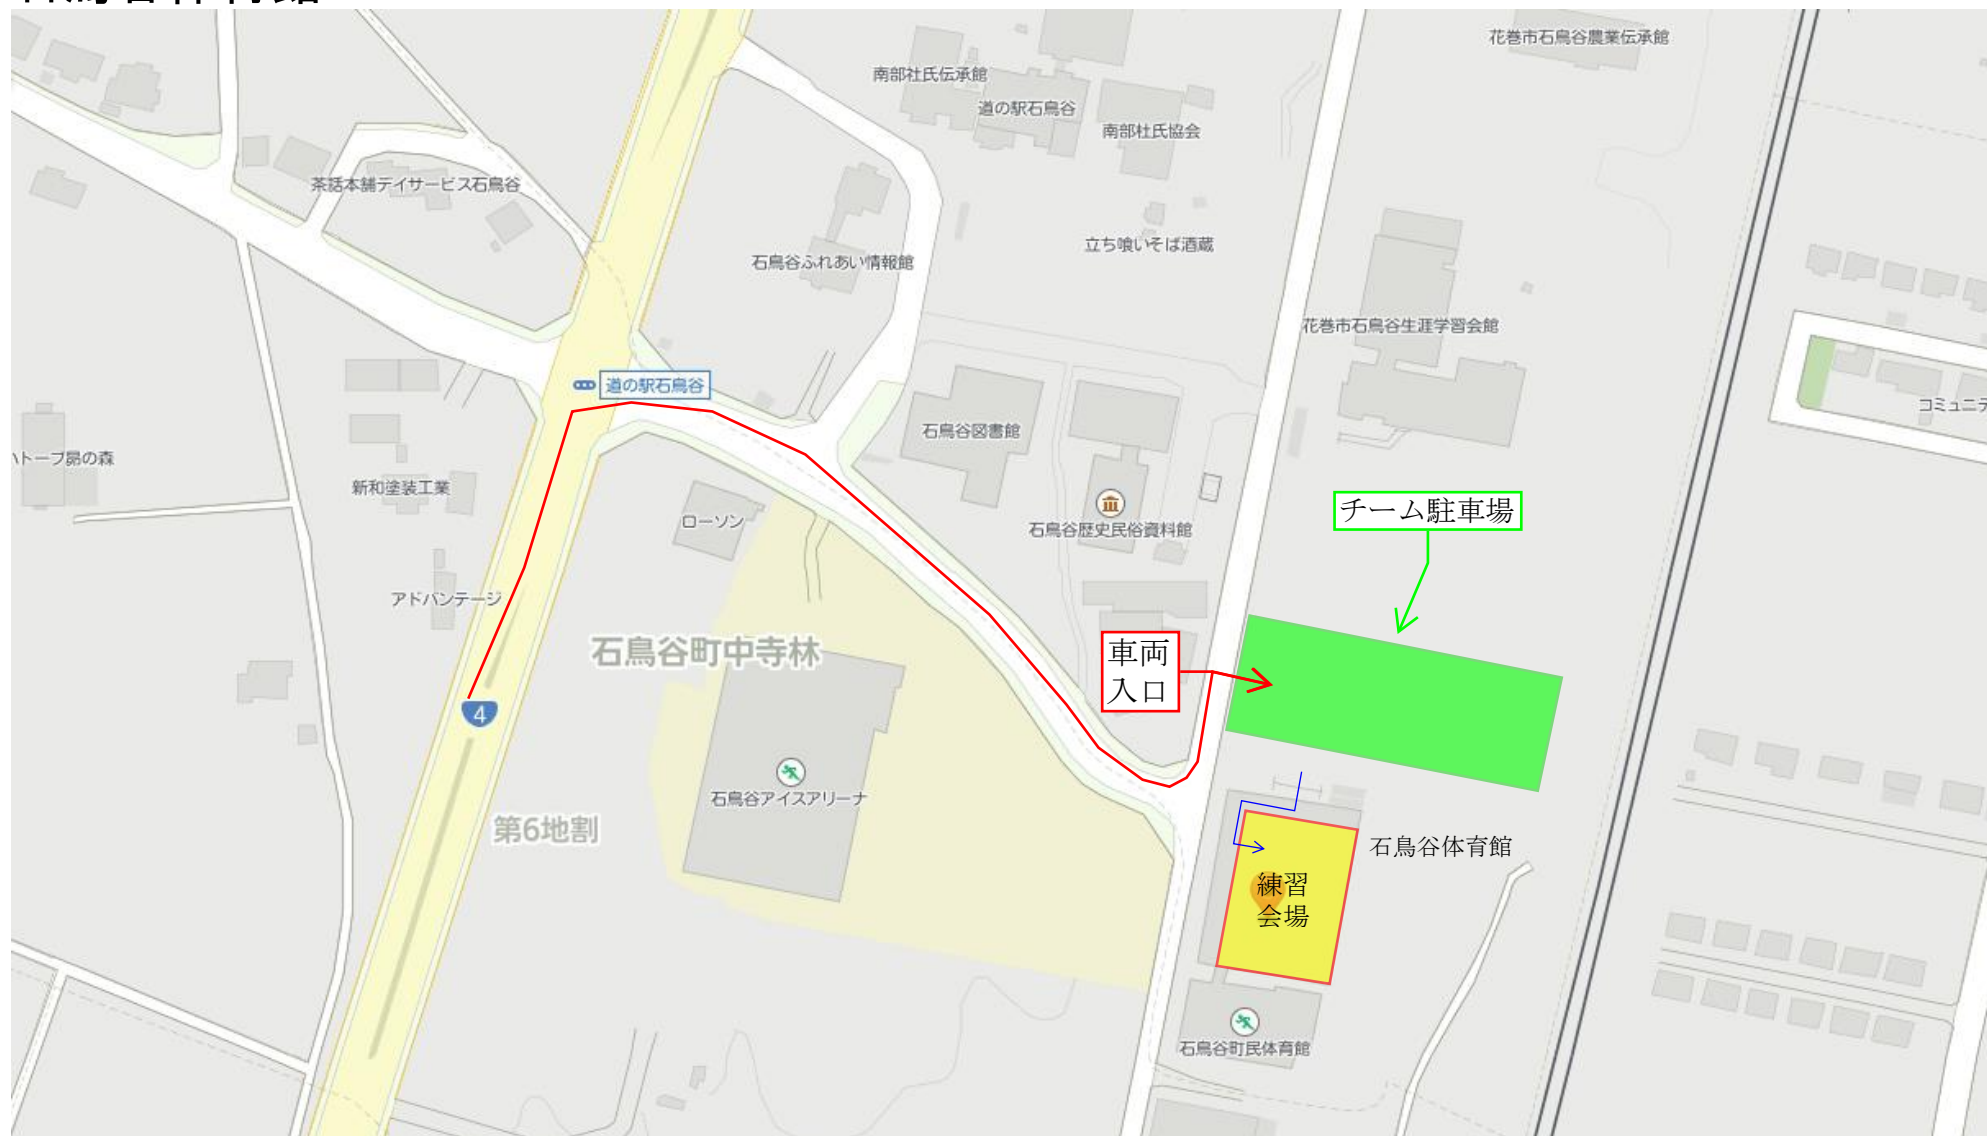 花巻市石鳥谷農業伝承館
南部杜氏伝承館
道の駅石鳥谷
南部杜氏協会
茶話本舗デイサービス石鳥谷
立ち喰いそば酒蔵
石鳥谷ふれあい情報館
花巻市石鳥谷生涯学習会館
道の駅石鳥谷
コミュニテ
石鳥谷図書館
ハトーブ昴の森
新和塗装工業
チーム駐車場
ローソン
石鳥谷歴史民俗資料館
アドバンテージ
石鳥谷町中寺林
車両
入口
4
石鳥谷アイスアリーナ
第6地割
石鳥谷体育館
練習
会場
石鳥谷町民体育館